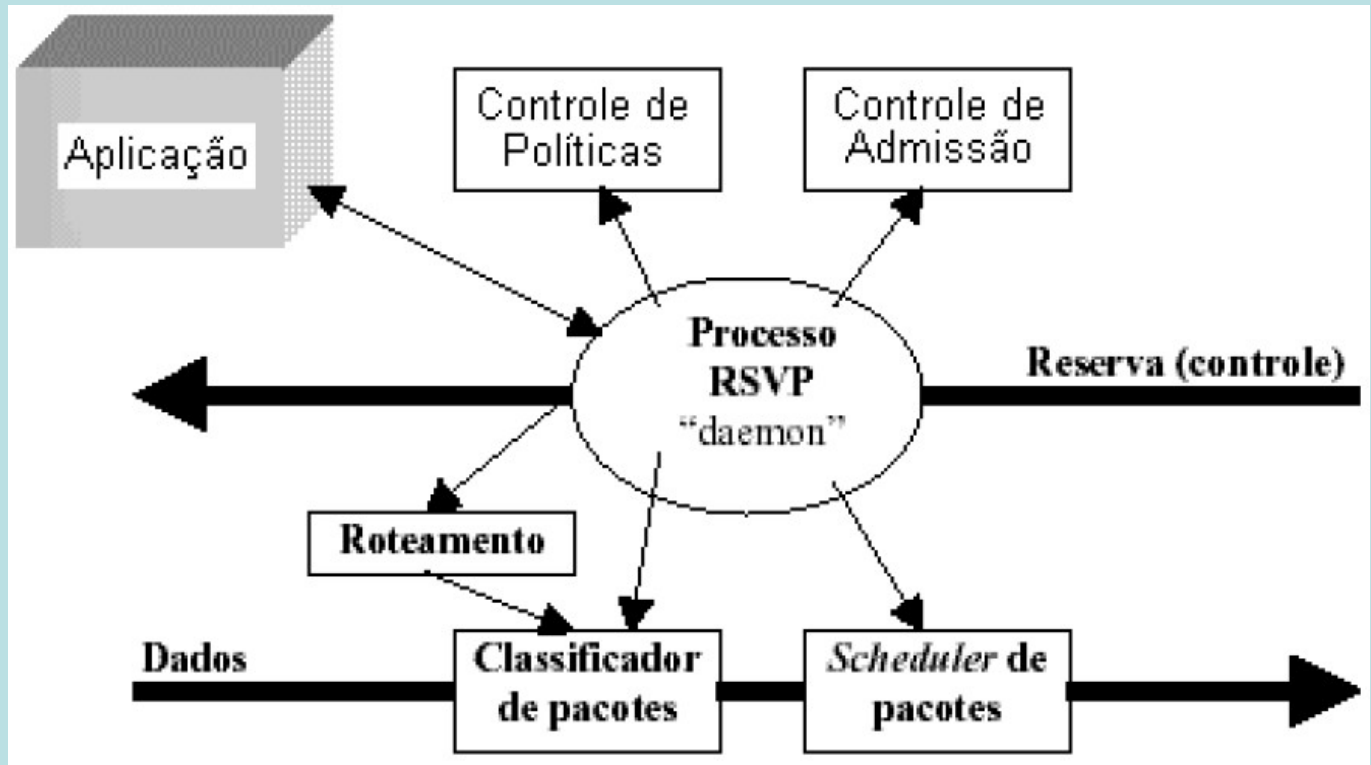 Aplicação
Controle de
Políticas
Controle de
Admissão
Processo
RSVP
“daemon”
Reserva (controle)
Roteamento
Dados
Classificador
de pacotes
Scheduler de
pacotes